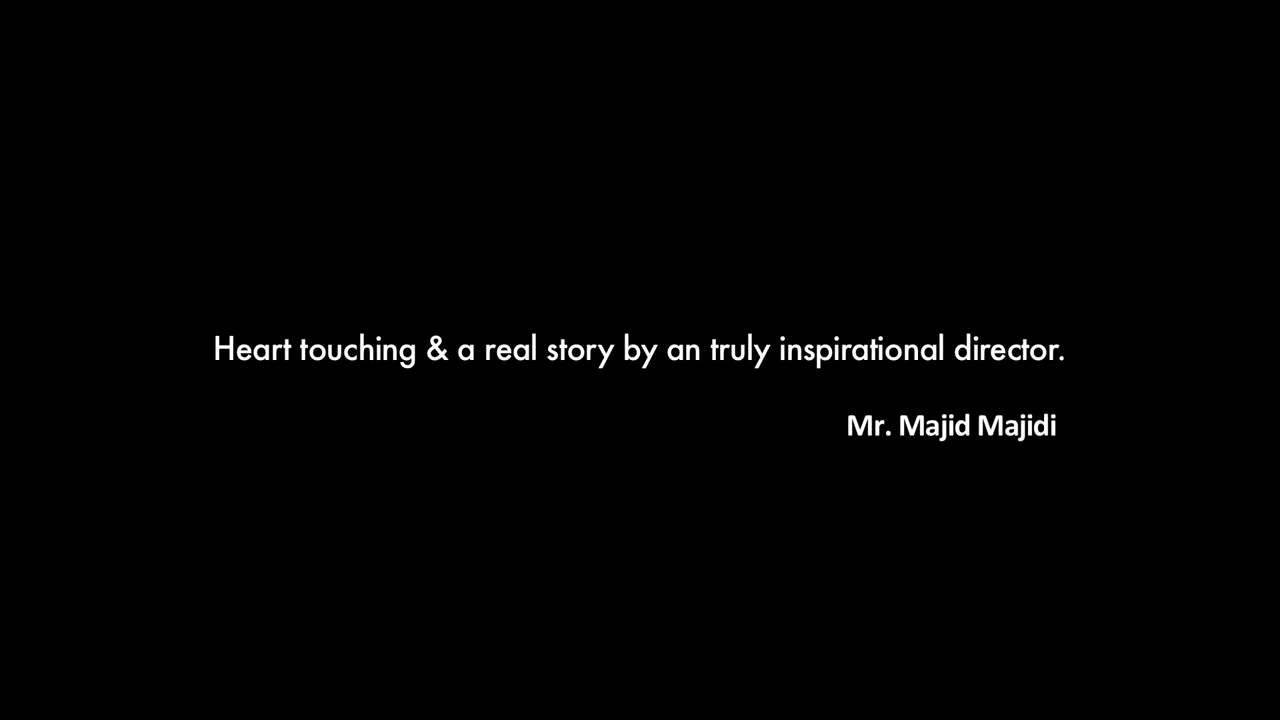 Heart touching & a real story by an truly inspirational director.
Mr. Majid Majidi